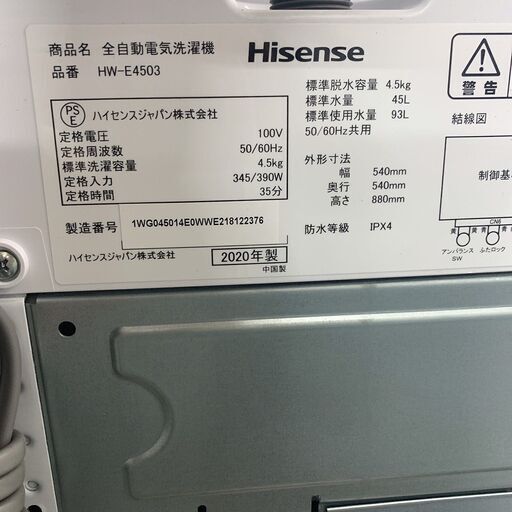 商品名 全自動電気洗濯機
品番 HW-E4503
Hisense
PS
E
ハイセンスジャパン株式会社
定格電圧 100V
定格周波数 50/60Hz
標準洗濯容量 4.5kg
定格入力 345/390W
定格時間 35分
製造番号 1WG045014E0WWE218122376
ハイセンスジャパン株式会社
2020年製
中国製
標準脱水容量 4.5kg
標準水量 45L
標準使用水量 93L
50/60Hz共用
外形寸法
幅 540mm
奥行 540mm
高さ 880mm
防水等級 IPX4
警告
結線図
制御基
CN6
黄 黄 青 青
アンバランス
SW
ふたロック